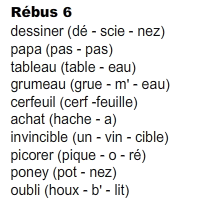 Rébus 6
dessiner (dé - scie - nez)
papa (pas - pas)
tableau (table - eau)
grumeau (grue - m' - eau)
cerfeuil (cerf -feuille)
achat (hache - a)
invincible (un - vin - cible)
picorer (pique - o - ré)
poney (pot - nez)
oubli (houx - b' - lit)